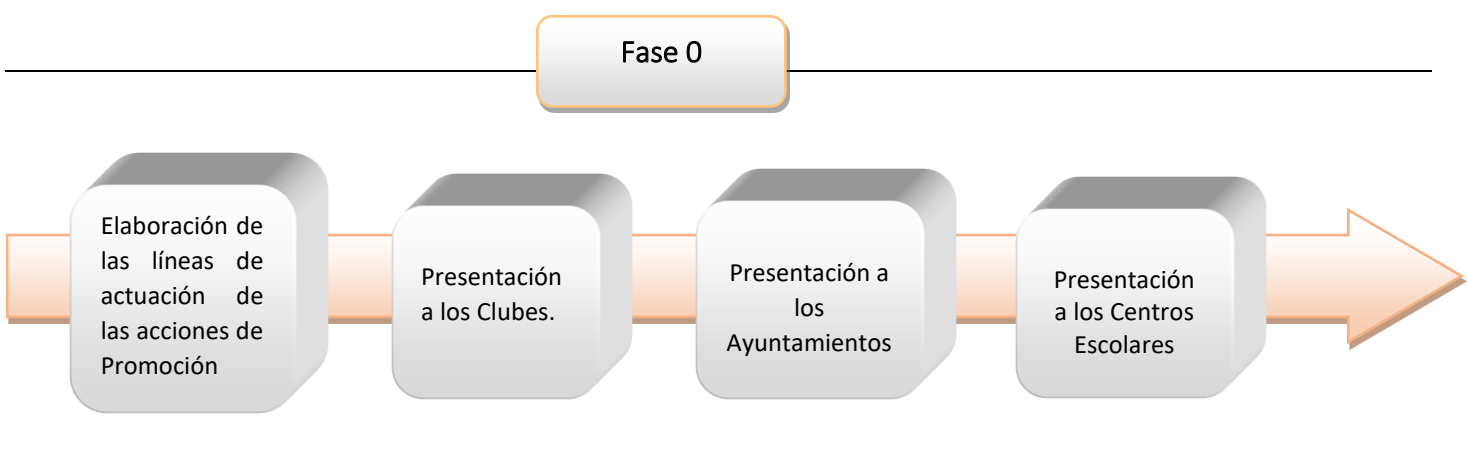 Fase 0
Elaboración de
las líneas de
actuación de
las acciones de
Promoción
Presentación
a los Clubes.
Presentación a
los
Ayuntamientos
Presentación
a los Centros
Escolares